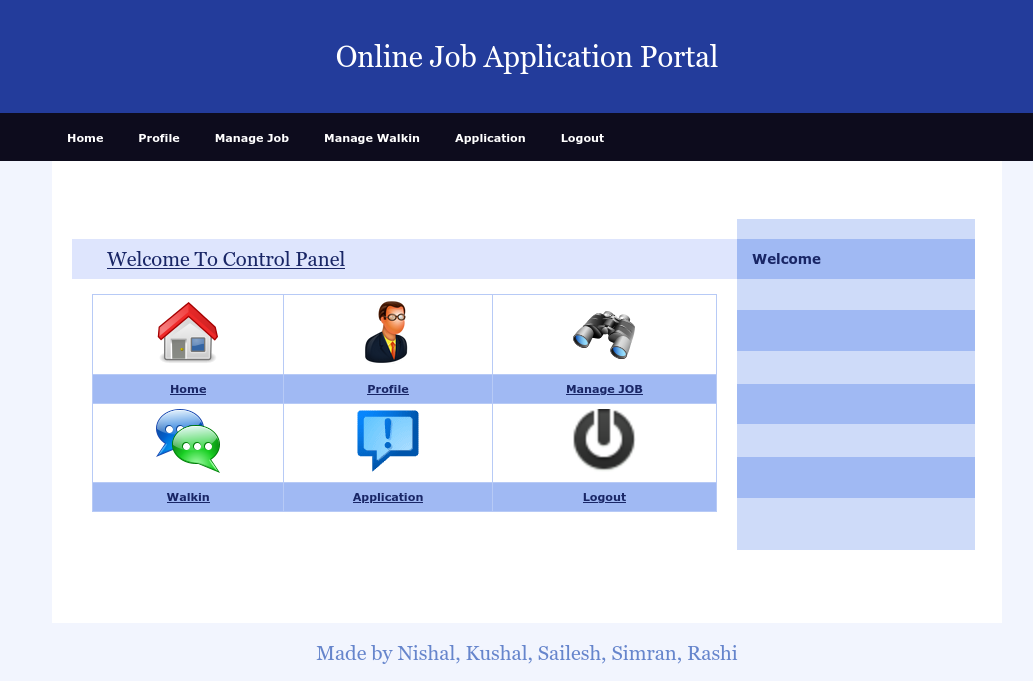 Online Job Application Portal
Home Profile Manage Job Manage Walkin Application Logout
Welcome To Control Panel
Welcome
Home Profile Manage JOB
Walkin Application Logout
Made by Nishal, Kushal, Sailesh, Simran, Rashi